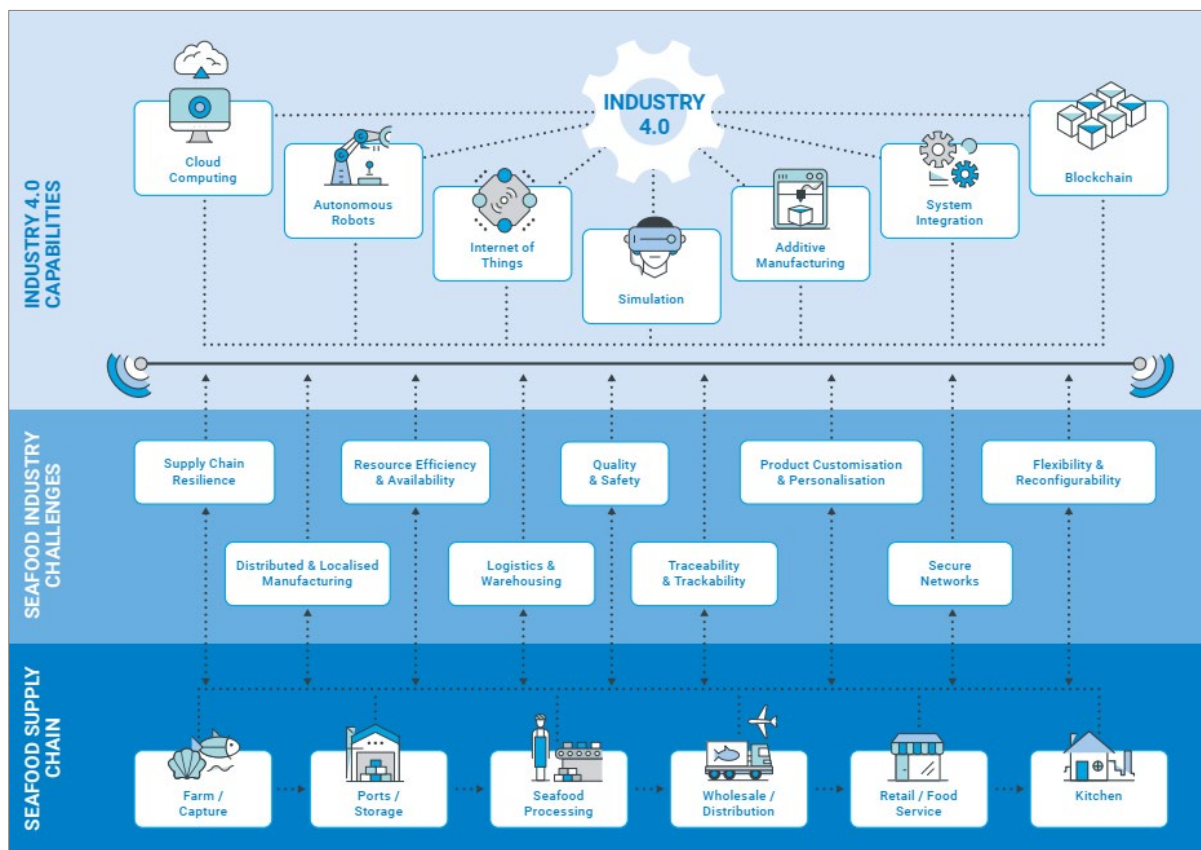 INDUSTRY 4.0
CAPABILITIES
INDUSTRY
4.0
Cloud
Computing
Autonomous
Robots
Internet of
Things
Simulation
Additive
Manufacturing
System
Integration
Blockchain
SEAFOOD INDUSTRY
CHALLENGES
Supply Chain
Resilience
Resource Efficiency
& Availability
Quality
& Safety
Product Customisation
& Personalisation
Flexibility &
Reconfigurability
Distributed & Localised
Manufacturing
Logistics &
Warehousing
Traceability
& Trackability
Secure
Networks
SEAFOOD SUPPLY
CHAIN
Farm /
Capture
Ports /
Storage
Seafood
Processing
Wholesale /
Distribution
Retail / Food
Service
Kitchen